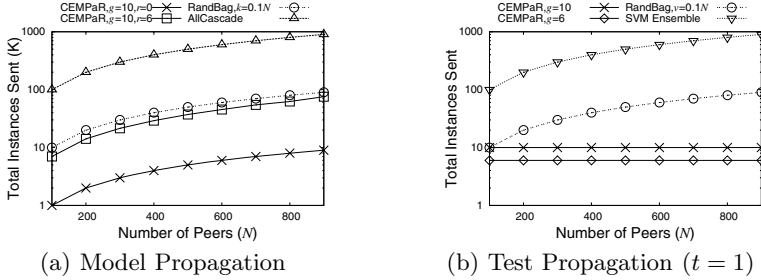 CEMPaR,g=10,r=0
CEMPaR,g=10,r=6
RandBag,k=0.1N
AllCascade
Total Instances Sent (K)
1000
100
10
1
200 400 600 800
Number of Peers (N)
(a) Model Propagation
CEMPaR,g=10
CEMPaR,g=6
RandBag,v=0.1N
SVM Ensemble
Total Instances Sent
1000
100
10
1
200 400 600 800
Number of Peers (N)
(b) Test Propagation (t = 1)